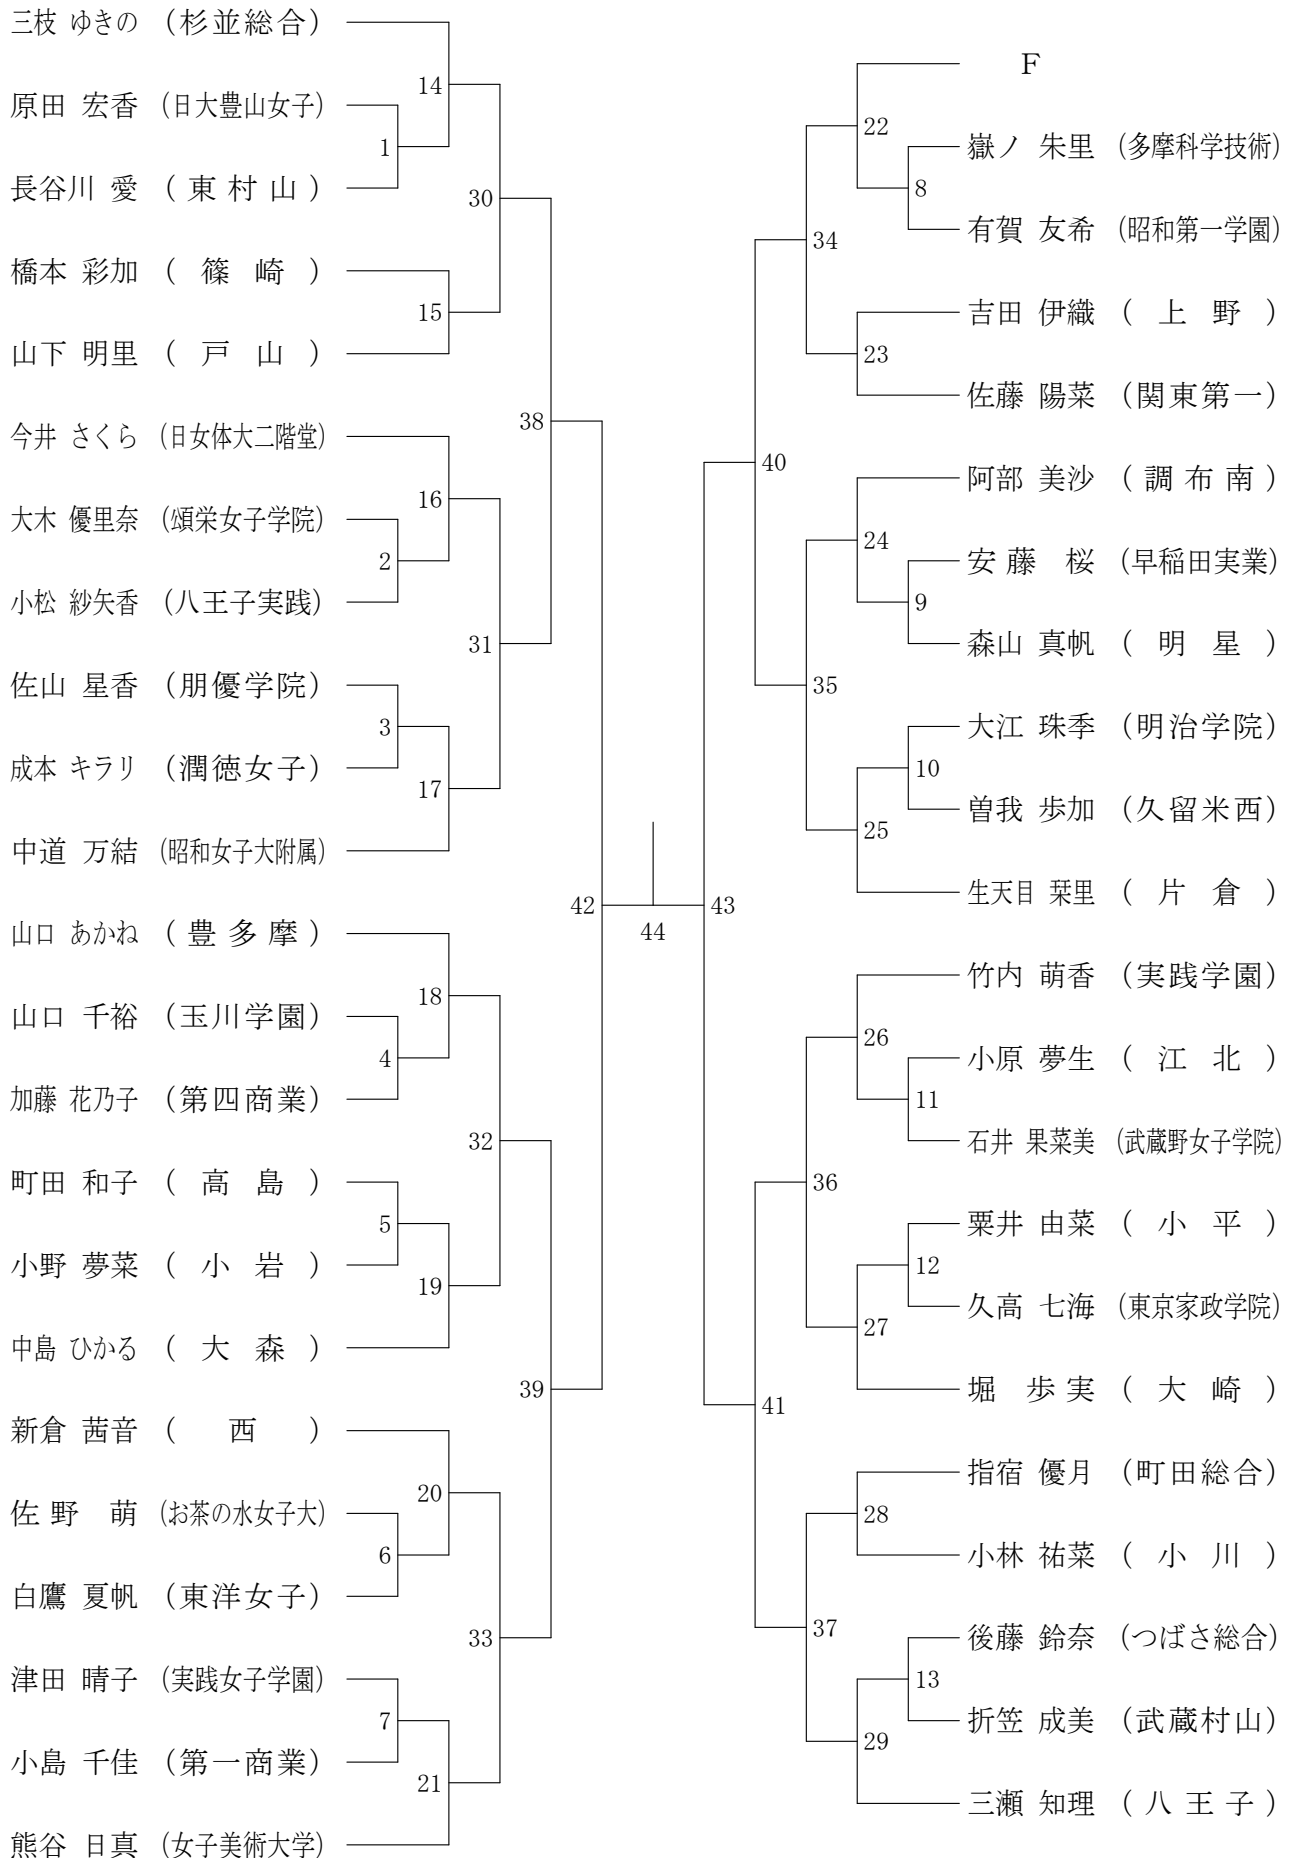 三枝 ゆきの (杉並総合)
原田 宏香 (日大豊山女子)
長谷川 愛 (東村山)
橋本 彩加 (篠崎)
山下 明里 (戸山)
今井 さくら (日女体大二階堂)
大木 優里奈 (頌栄女子学院)
小松 紗矢香 (八王子実践)
佐山 星香 (朋優学院)
成本 キラリ (潤徳女子)
中道 万結 (昭和女子大附属)
山口 あかね (豊多摩)
山口 千裕 (玉川学園)
加藤 花乃子 (第四商業)
町田 和子 (高島)
小野 夢菜 (小岩)
中島 ひかる (大森)
新倉 茜音 (西)
佐野 萌 (お茶の水女子大)
白鷹 夏帆 (東洋女子)
津田 晴子 (実践女子学園)
小島 千佳 (第一商業)
熊谷 日真 (女子美術大学)
14
1
30
15
38
16
2
31
3
17
42
18
4
32
5
19
39
20
6
33
7
21
44
43
22
8
34
23
40
24
9
35
10
25
26
11
36
12
27
41
28
37
13
29
F
嶽ノ 朱里 (多摩科学技術)
有賀 友希 (昭和第一学園)
吉田 伊織 (上野)
佐藤 陽菜 (関東第一)
阿部 美沙 (調布南)
安藤 桜 (早稲田実業)
森山 真帆 (明星)
大江 珠季 (明治学院)
曽我 歩加 (久留米西)
生天目 栞里 (片倉)
竹内 萌香 (実践学園)
小原 夢生 (江北)
石井 果菜美 (武蔵野女子学院)
粟井 由菜 (小平)
久高 七海 (東京家政学院)
堀 歩実 (大崎)
指宿 優月 (町田総合)
小林 祐菜 (小川)
後藤 鈴奈 (つばさ総合)
折笠 成美 (武蔵村山)
三瀬 知理 (八王子)